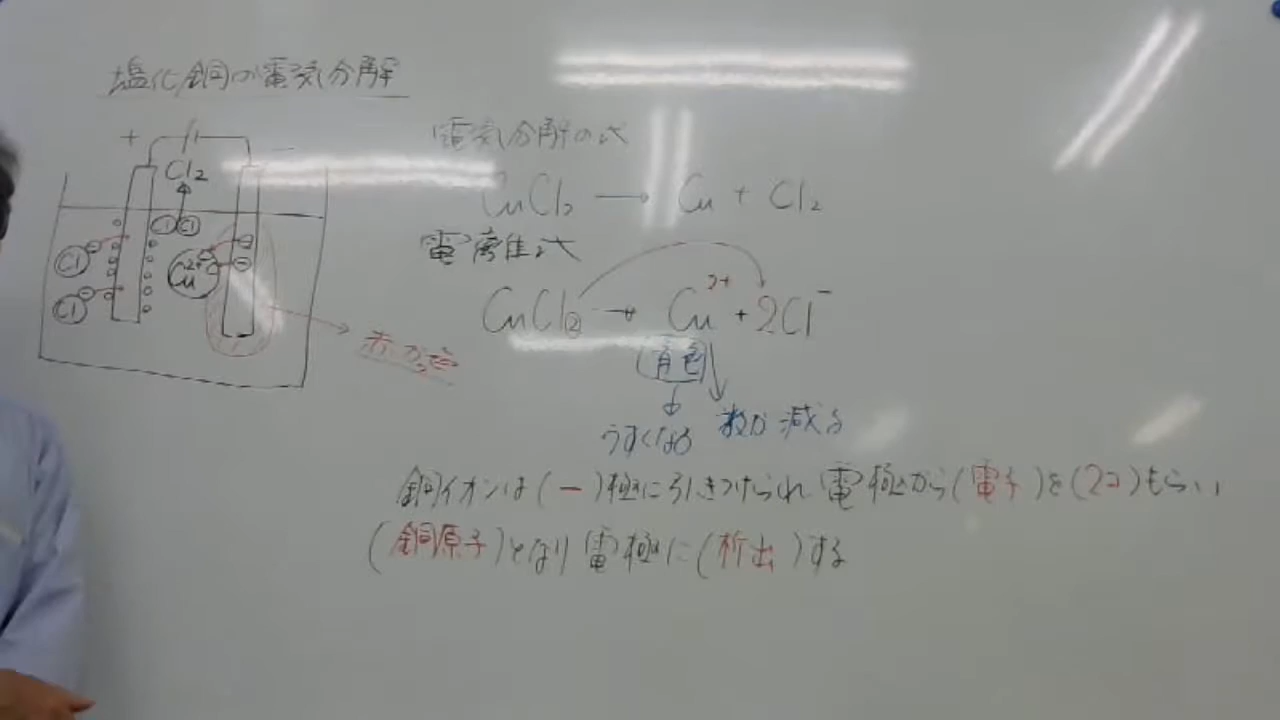 塩化銅の電気分解
+
−
Cl₂
Cl Cl
Cl
Cu²⁺
Cl
赤かっ色
電気分解の式
CuCl₂ → Cu + Cl₂
電離式
CuCl₂ → Cu²⁺ + 2Cl⁻
(青色)
うすくなる
数が減る
銅イオンは(−)極に引きつけられ 電極から(電子)を(2コ)もらい
(銅原子)となり 電極に(析出)する